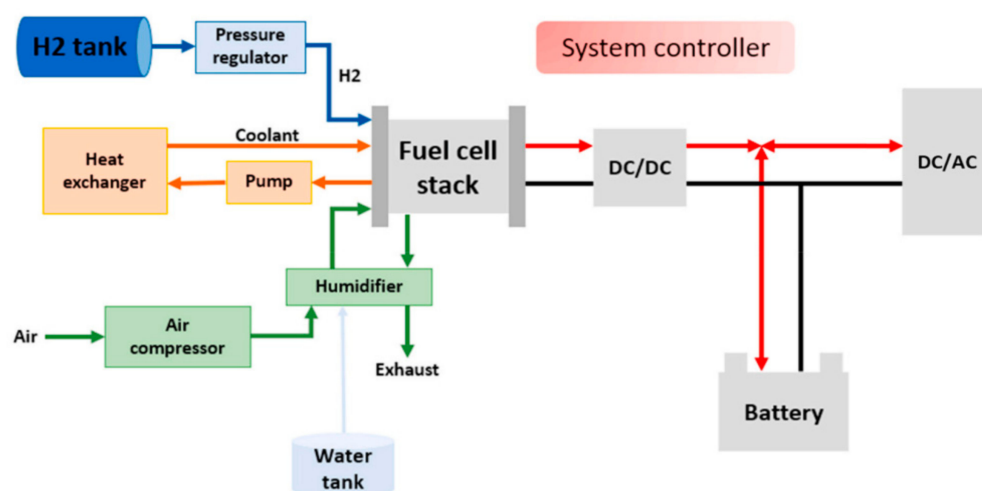 H2 tank
Pressure
regulator
System controller
H2
Coolant
Heat
exchanger
Pump
Fuel cell
stack
DC/DC
DC/AC
Humidifier
Air
Air
compressor
Exhaust
Battery
Water
tank